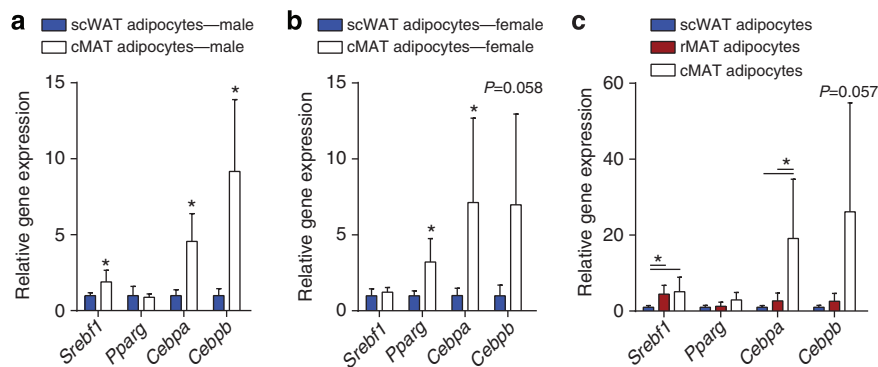 a
scWAT adipocytes—male
cMAT adipocytes—male
Relative gene expression
15
10
5
0
*
*
*
Srebf1
Pparg
Cebpa
Cebpb
b
scWAT adipocytes—female
cMAT adipocytes—female
Relative gene expression
15
10
5
0
*
*
P=0.058
Srebf1
Pparg
Cebpa
Cebpb
c
scWAT adipocytes
rMAT adipocytes
cMAT adipocytes
Relative gene expression
60
40
20
0
*
*
P=0.057
Srebf1
Pparg
Cebpa
Cebpb